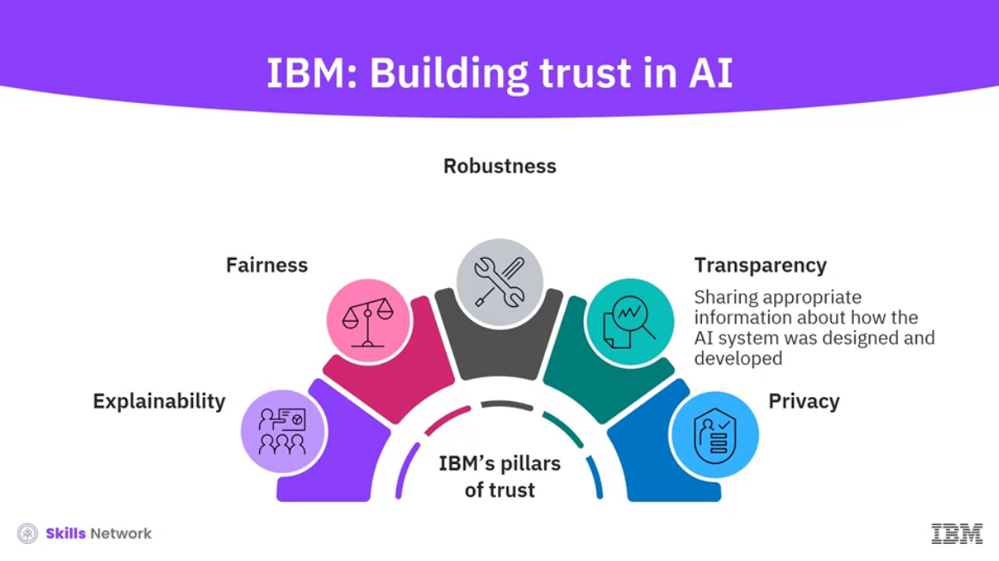 IBM: Building trust in AI
Robustness
Fairness
Transparency
Sharing appropriate
information about how the
AI system was designed and
developed
Explainability
Privacy
IBM's pillars
of trust
Skills Network
IBM